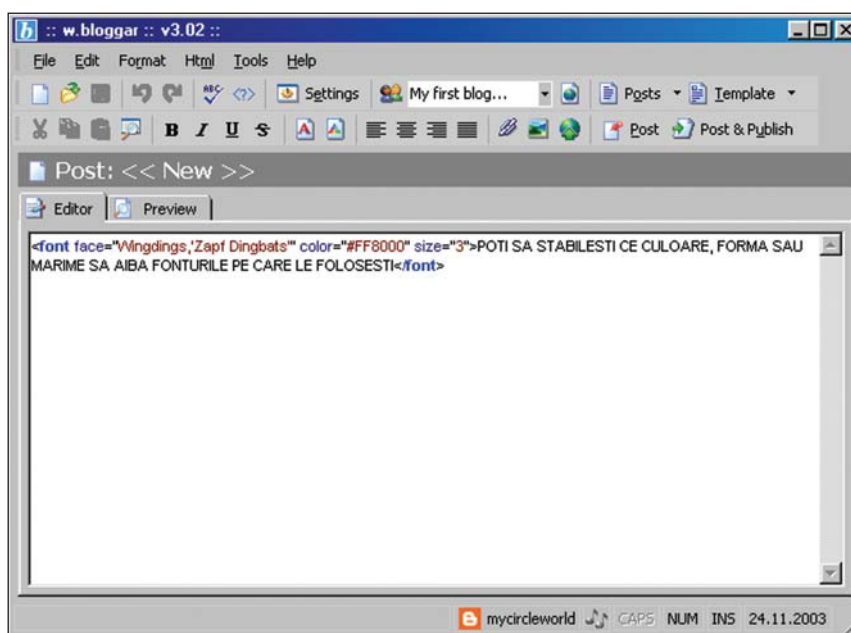 :: w.bloggar :: v3.02 ::
File Edit Format Html Tools Help
ABC Settings My first blog... Posts Template
B I U S A A Post Post & Publish
Post: << New >>
Editor Preview
<font face="Wingdings,'Zapf Dingbats'" color="#FF8000" size="3">POTI SA STABILESTI CE CULOARE, FORMA SAU
MARIME SA AIBA FONTURILE PE CARE LE FOLOSESTI</font>
mycircleworld CAPS NUM INS 24.11.2003